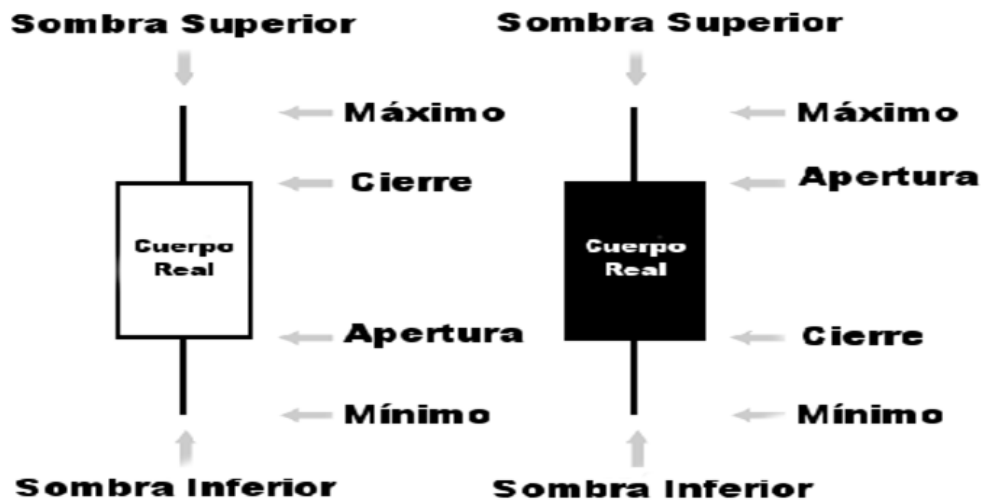 Sombra Superior
Máximo
Cierre
Cuerpo
Real
Apertura
Mínimo
Sombra Inferior
Sombra Superior
Máximo
Apertura
Cuerpo
Real
Cierre
Mínimo
Sombra Inferior